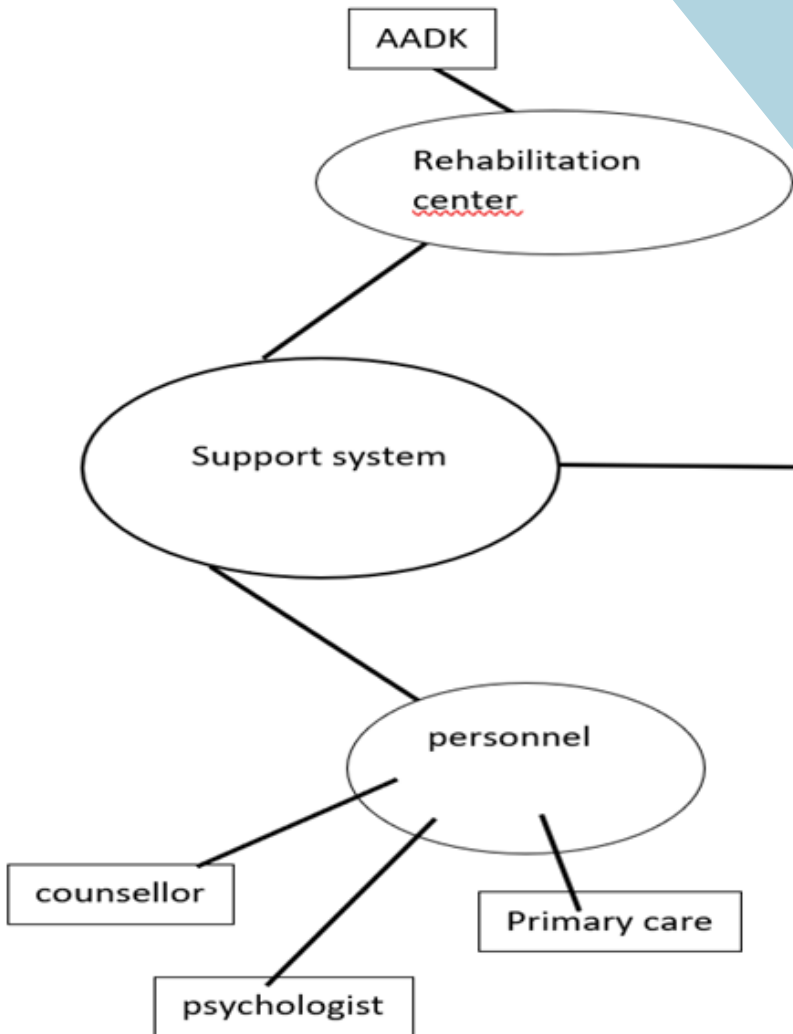 AADK
Rehabilitation
center
Support system
personnel
counsellor
Primary care
psychologist